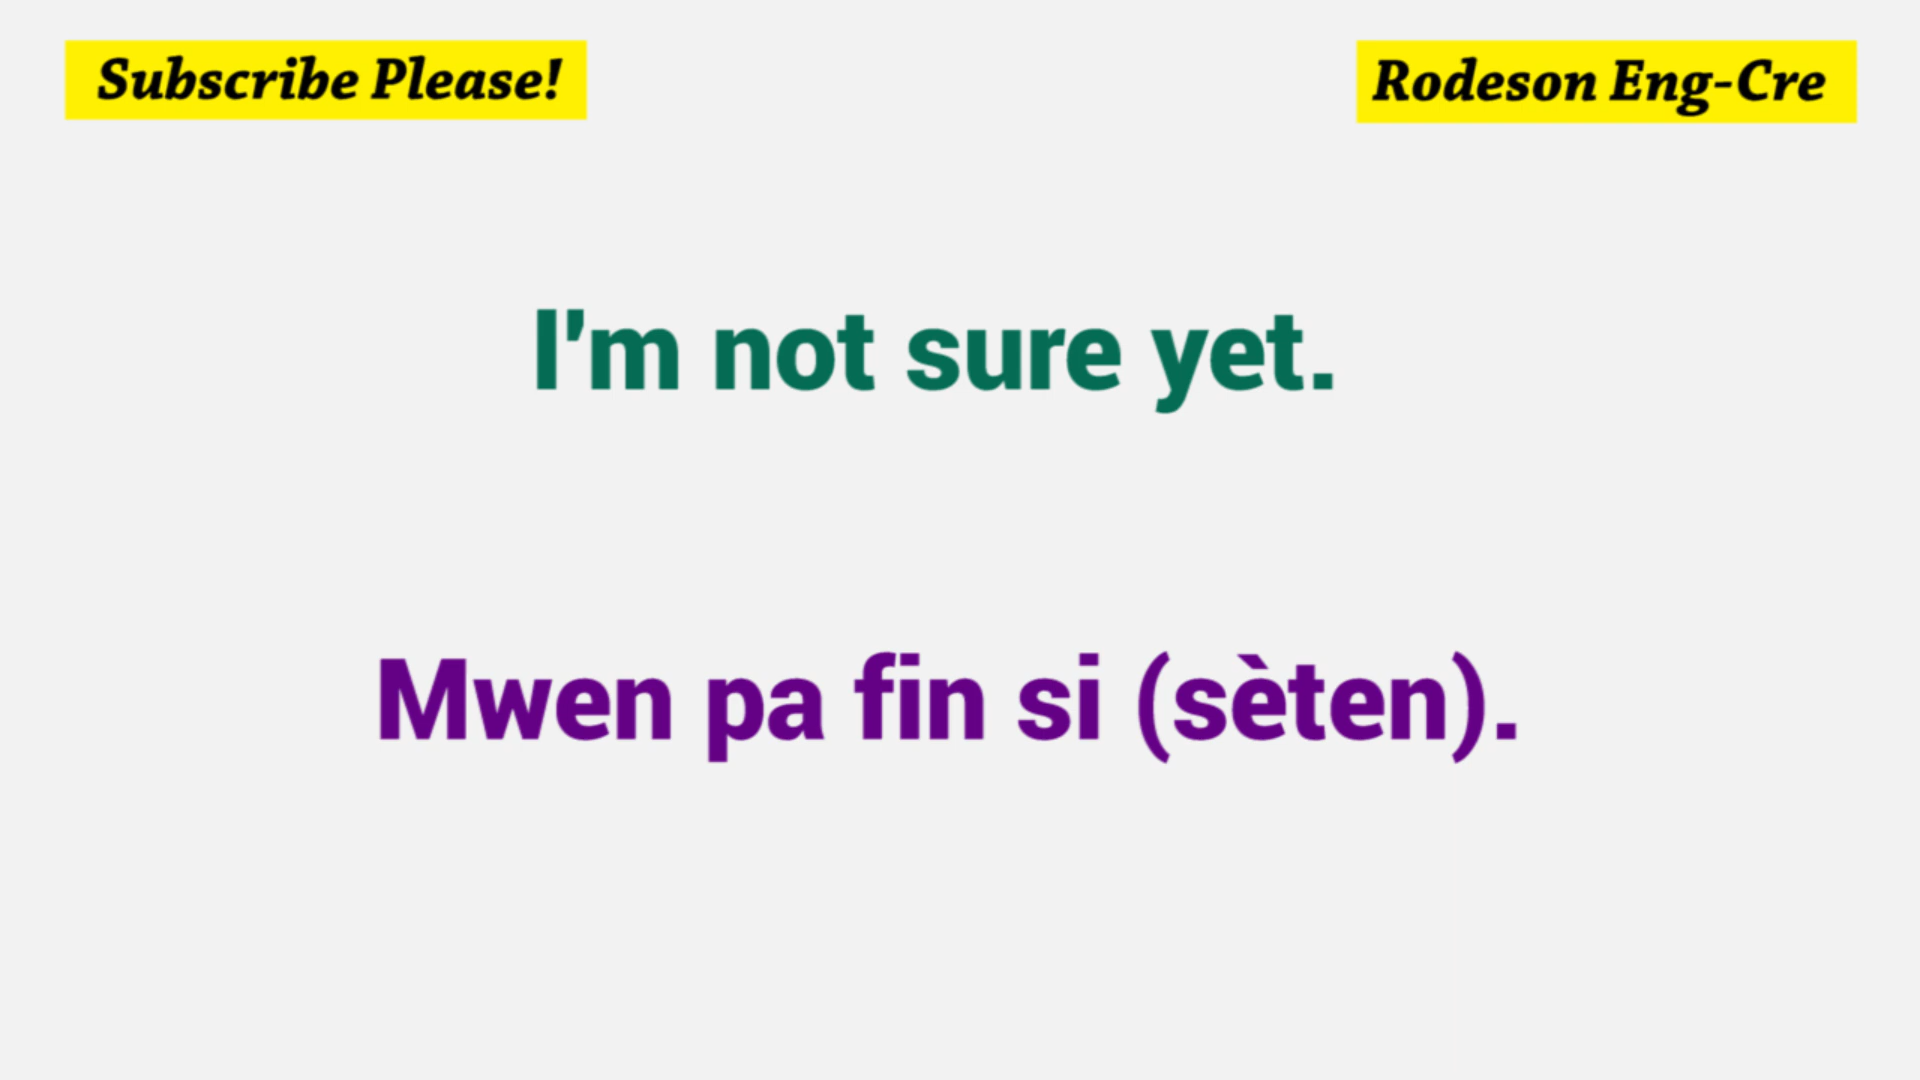 Subscribe Please!
Rodeson Eng-Cre
I'm not sure yet.
Mwen pa fin si (sèten).